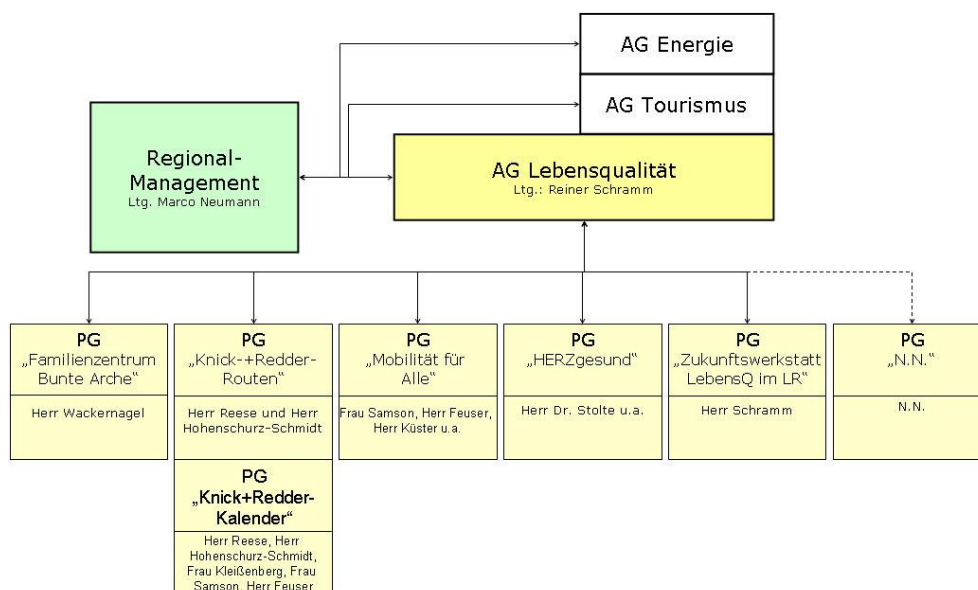 AG Energie
AG Tourismus
Regional-
Management
Ltg. Marco Neumann
AG Lebensqualität
Ltg.: Reiner Schramm
PG
„Familienzentrum
Bunte Arche“
Herr Wackernagel
PG
„Knick-+Redder-
Routen“
Herr Reese und Herr
Hohenschurz-Schmidt
PG
„Knick+Redder-
Kalender“
Herr Reese, Herr
Hohenschurz-Schmidt,
Frau Kleißenberg, Frau
Samson, Herr Feuser
PG
„Mobilität für
Alle“
Frau Samson, Herr Feuser,
Herr Küster u.a.
PG
„HERZgesund“
Herr Dr. Stolte u.a.
PG
„Zukunftswerkstatt
LebensQ im LR“
Herr Schramm
PG
„N.N.“
N.N.